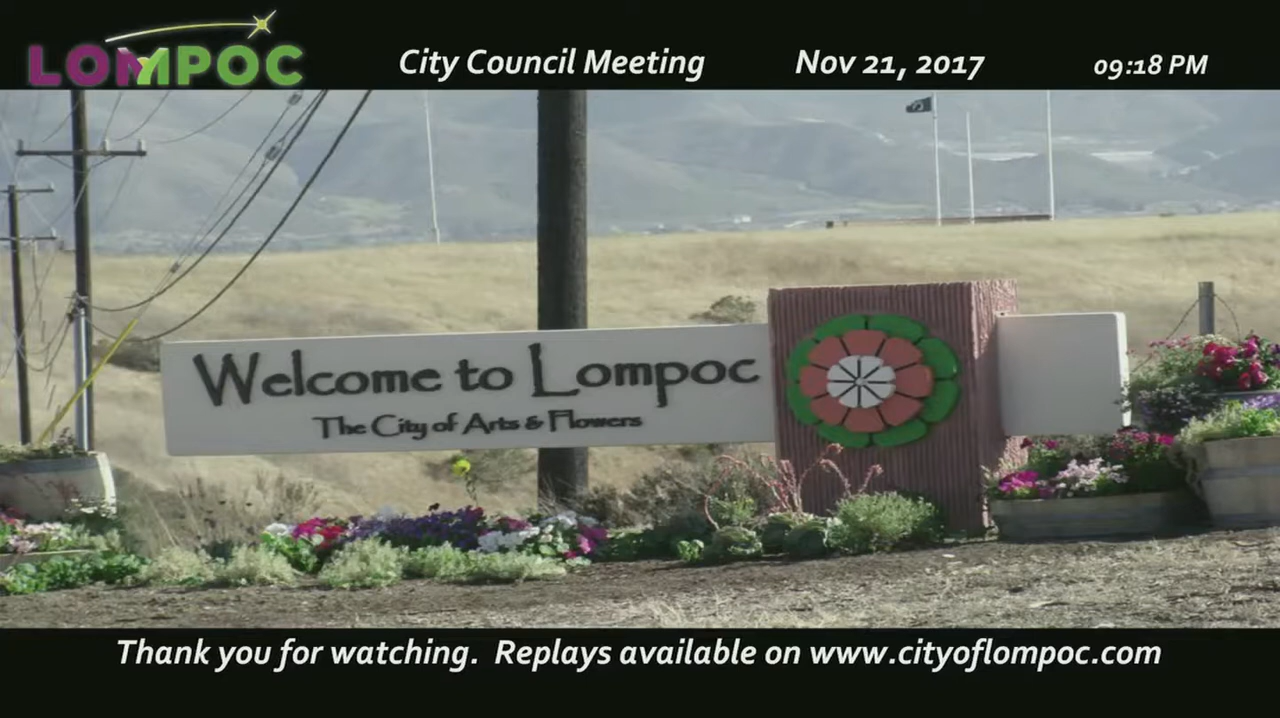 LOMPOC
City Council Meeting
Nov 21, 2017
09:18 PM
Welcome to Lompoc
The City of Arts & Flowers
Thank you for watching. Replays available on www.cityoflompoc.com